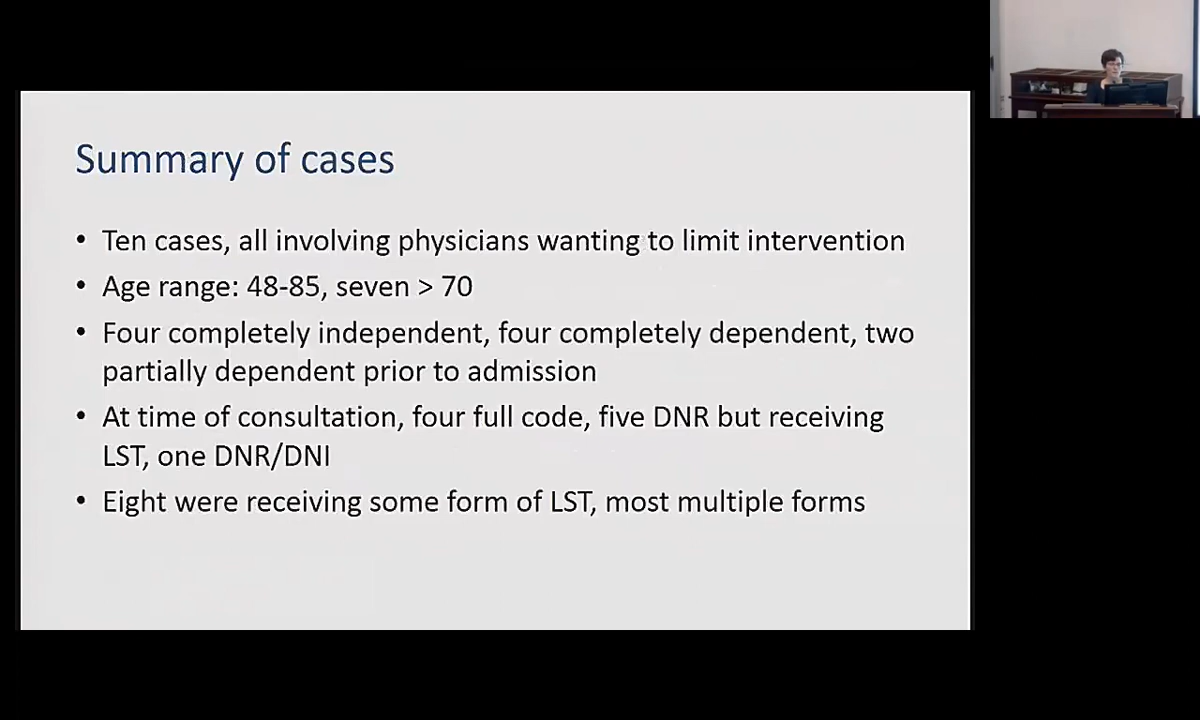 Summary of cases
• Ten cases, all involving physicians wanting to limit intervention
• Age range: 48-85, seven > 70
• Four completely independent, four completely dependent, two
partially dependent prior to admission
• At time of consultation, four full code, five DNR but receiving
LST, one DNR/DNI
• Eight were receiving some form of LST, most multiple forms